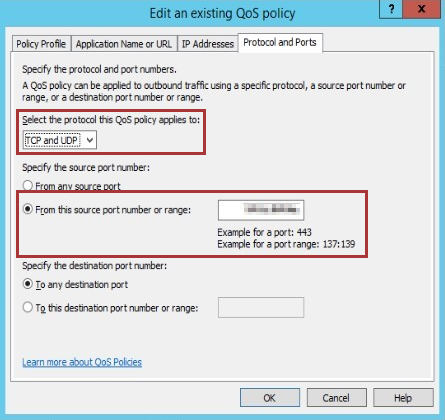 Edit an existing QoS policy
? X
Policy Profile Application Name or URL IP Addresses Protocol and Ports
Specify the protocol and port numbers.
A QoS policy can be applied to outbound traffic using a specific protocol, a source port number or
range, or a destination port number or range.
Select the protocol this QoS policy applies to:
TCP and UDP
Specify the source port number:
From any source port
From this source port number or range:
Example for a port: 443
Example for a port range: 137:139
Specify the destination port number:
To any destination port
To this destination port number or range:
Learn more about QoS Policies
OK Cancel Help